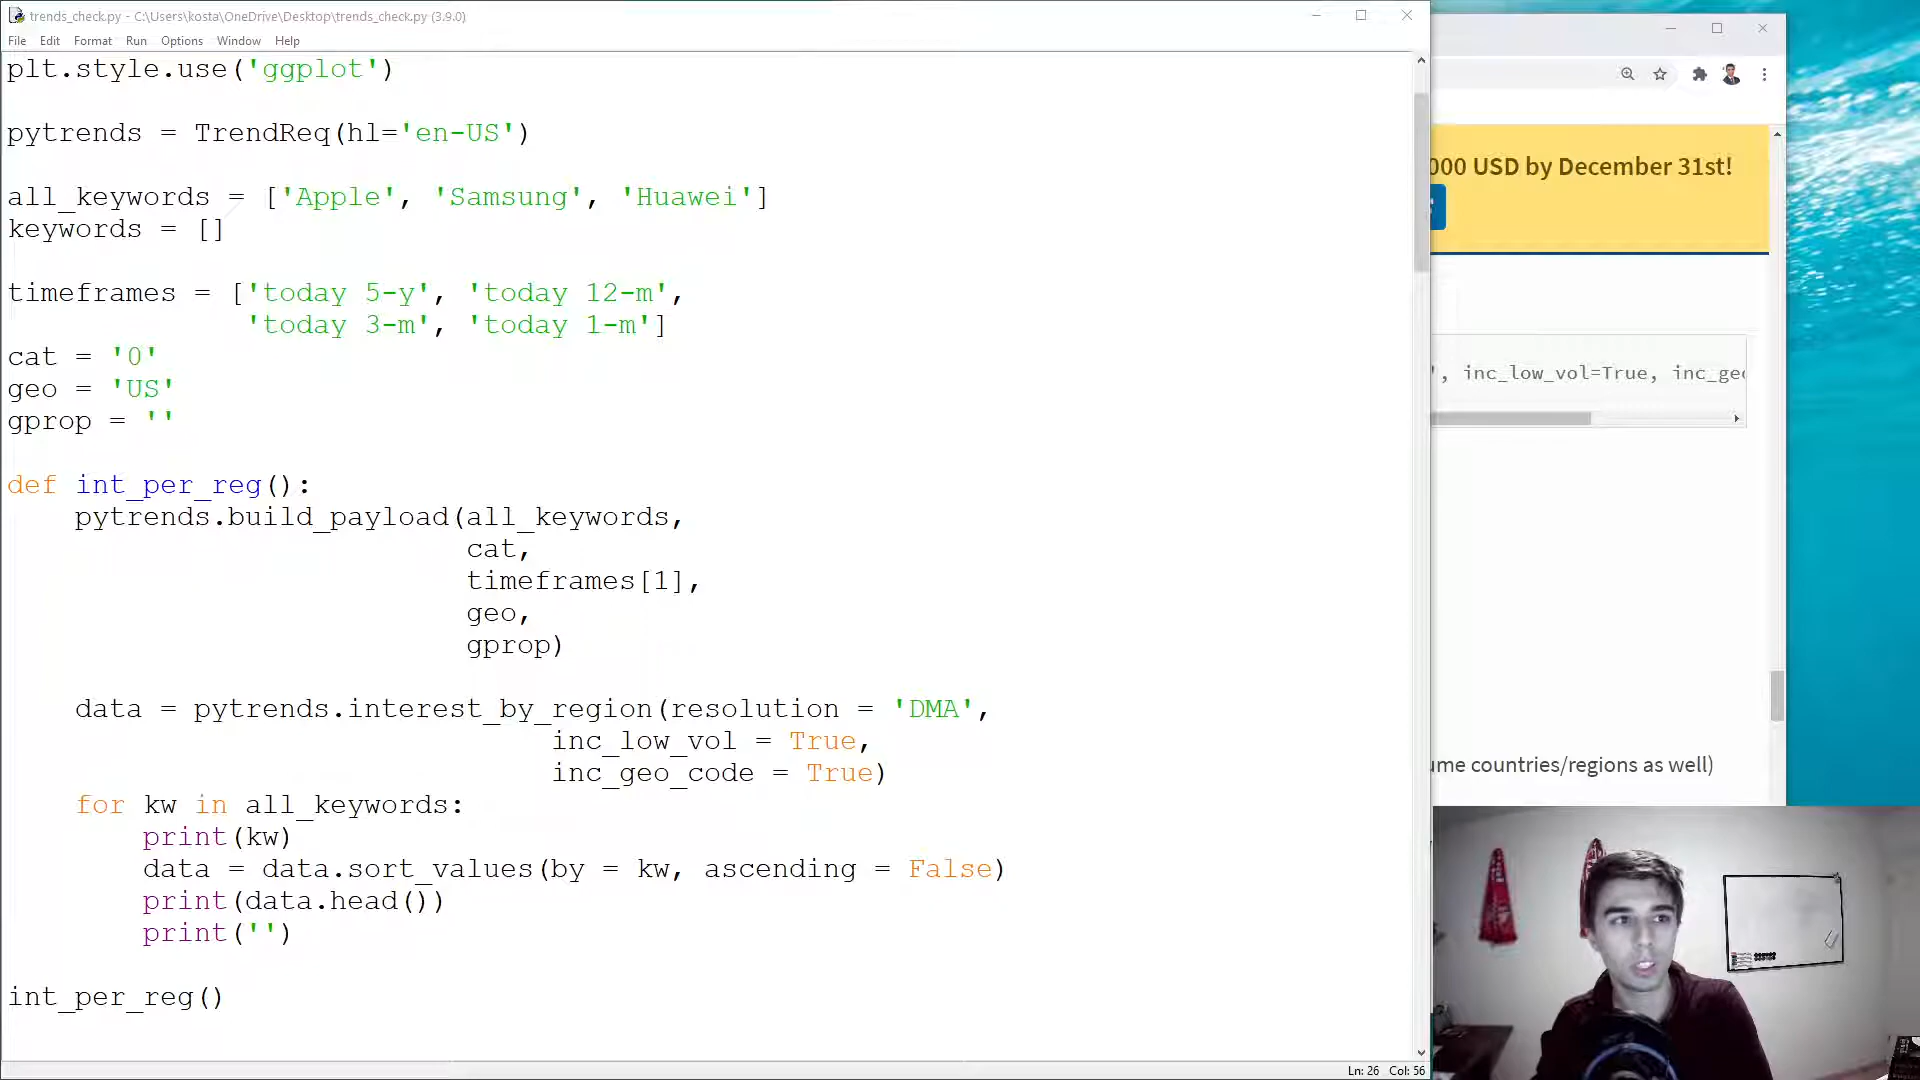 trends_check.py - C:\Users\kosta\OneDrive\Desktop\trends_check.py (3.9.0)
File Edit Format Run Options Window Help
plt.style.use('ggplot')
pytrends = TrendReq(hl='en-US')
all_keywords = ['Apple', 'Samsung', 'Huawei']
keywords = []
timeframes = ['today 5-y', 'today 12-m',
'today 3-m', 'today 1-m']
cat = '0'
geo = 'US'
gprop = ''
def int_per_reg():
pytrends.build_payload(all_keywords,
cat,
timeframes[1],
geo,
gprop)
data = pytrends.interest_by_region(resolution = 'DMA',
inc_low_vol = True,
inc_geo_code = True)
for kw in all_keywords:
print(kw)
data = data.sort_values(by = kw, ascending = False)
print(data.head())
print('')
int_per_reg()
Ln: 26 Col: 56
000 USD by December 31st!
', inc_low_vol=True, inc_geo
ume countries/regions as well)